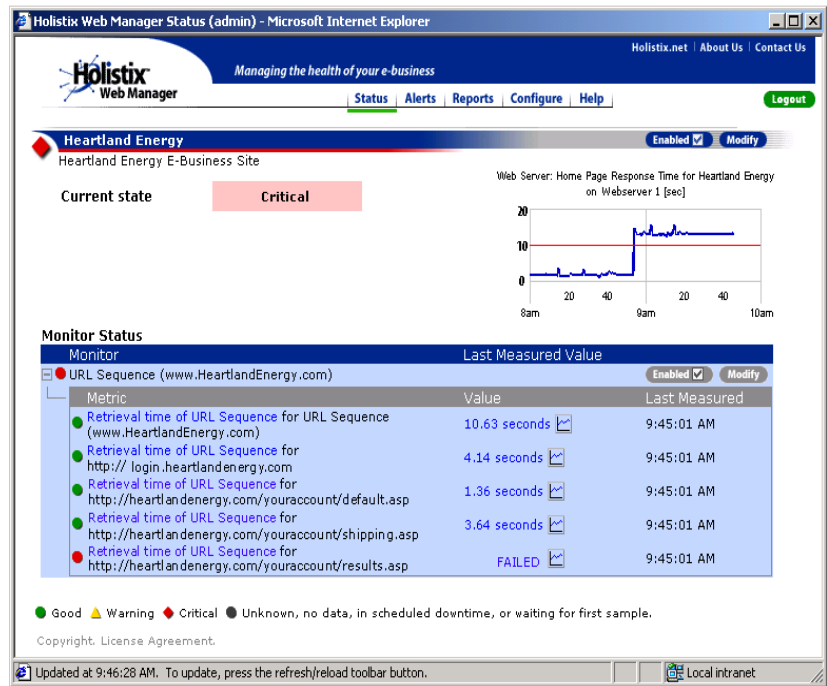 Holistix Web Manager Status (admin) - Microsoft Internet Explorer
Holistix.net | About Us | Contact Us
Holistix
Web Manager
Managing the health of your e-business
Status | Alerts | Reports | Configure | Help
Logout
Heartland Energy
Enabled
Modify
Heartland Energy E-Business Site
Current state
Critical
Web Server: Home Page Response Time for Heartland Energy
on Webserver 1 [sec]
20
10
0
20 40 20 40
8am 9am 10am
Monitor Status
Monitor Last Measured Value
URL Sequence (www.HeartlandEnergy.com) Enabled Modify
Metric Value Last Measured
Retrieval time of URL Sequence for URL Sequence
(www.HeartlandEnergy.com)
10.63 seconds 9:45:01 AM
Retrieval time of URL Sequence for
http:// login.heartlandenergy.com
4.14 seconds 9:45:01 AM
Retrieval time of URL Sequence for
http://heartlandenergy.com/youraccount/default.asp
1.36 seconds 9:45:01 AM
Retrieval time of URL Sequence for
http://heartlandenergy.com/youraccount/shipping.asp
3.64 seconds 9:45:01 AM
Retrieval time of URL Sequence for
http://heartlandenergy.com/youraccount/results.asp
FAILED 9:45:01 AM
Good Warning Critical Unknown, no data, in scheduled downtime, or waiting for first sample.
Copyright. License Agreement.
Updated at 9:46:28 AM. To update, press the refresh/reload toolbar button.
Local intranet